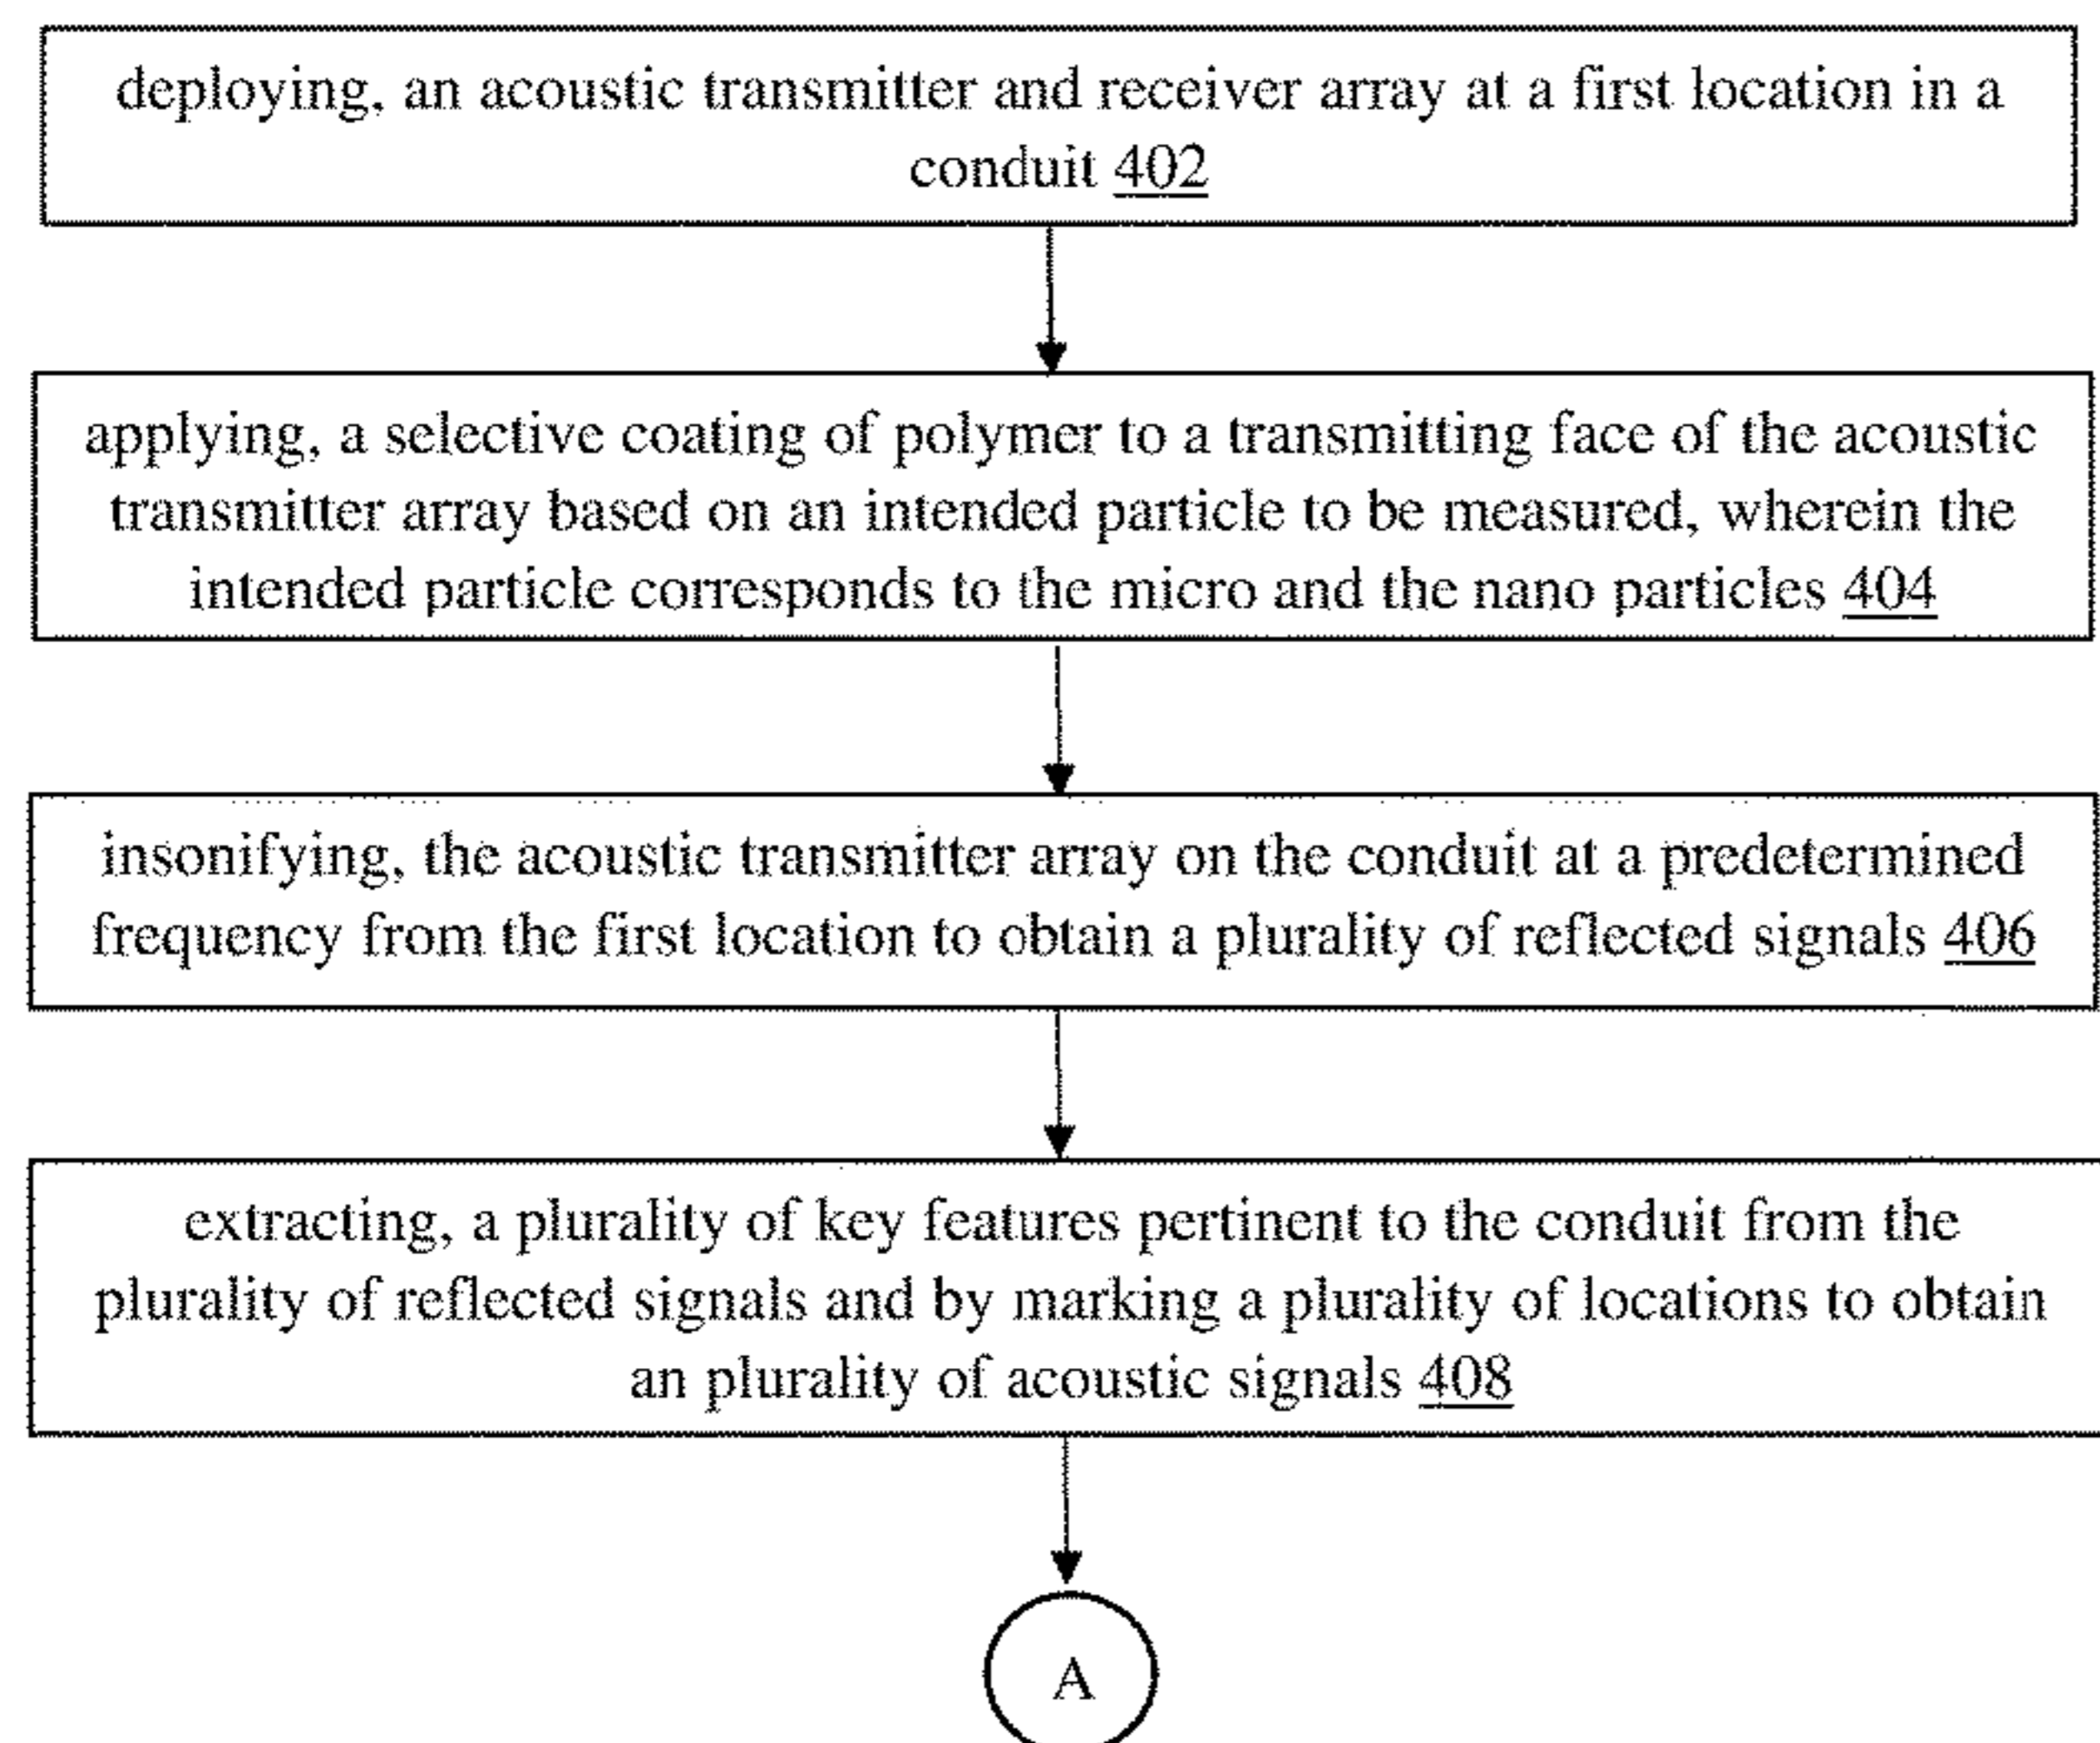 deploying, an acoustic transmitter and receiver array at a first location in a
conduit 402
applying, a selective coating of polymer to a transmitting face of the acoustic
transmitter array based on an intended particle to be measured, wherein the
intended particle corresponds to the micro and the nano particles 404
insonifying, the acoustic transmitter array on the conduit at a predetermined
frequency from the first location to obtain a plurality of reflected signals 406
extracting, a plurality of key features pertinent to the conduit from the
plurality of reflected signals and by marking a plurality of locations to obtain
an plurality of acoustic signals 408
A